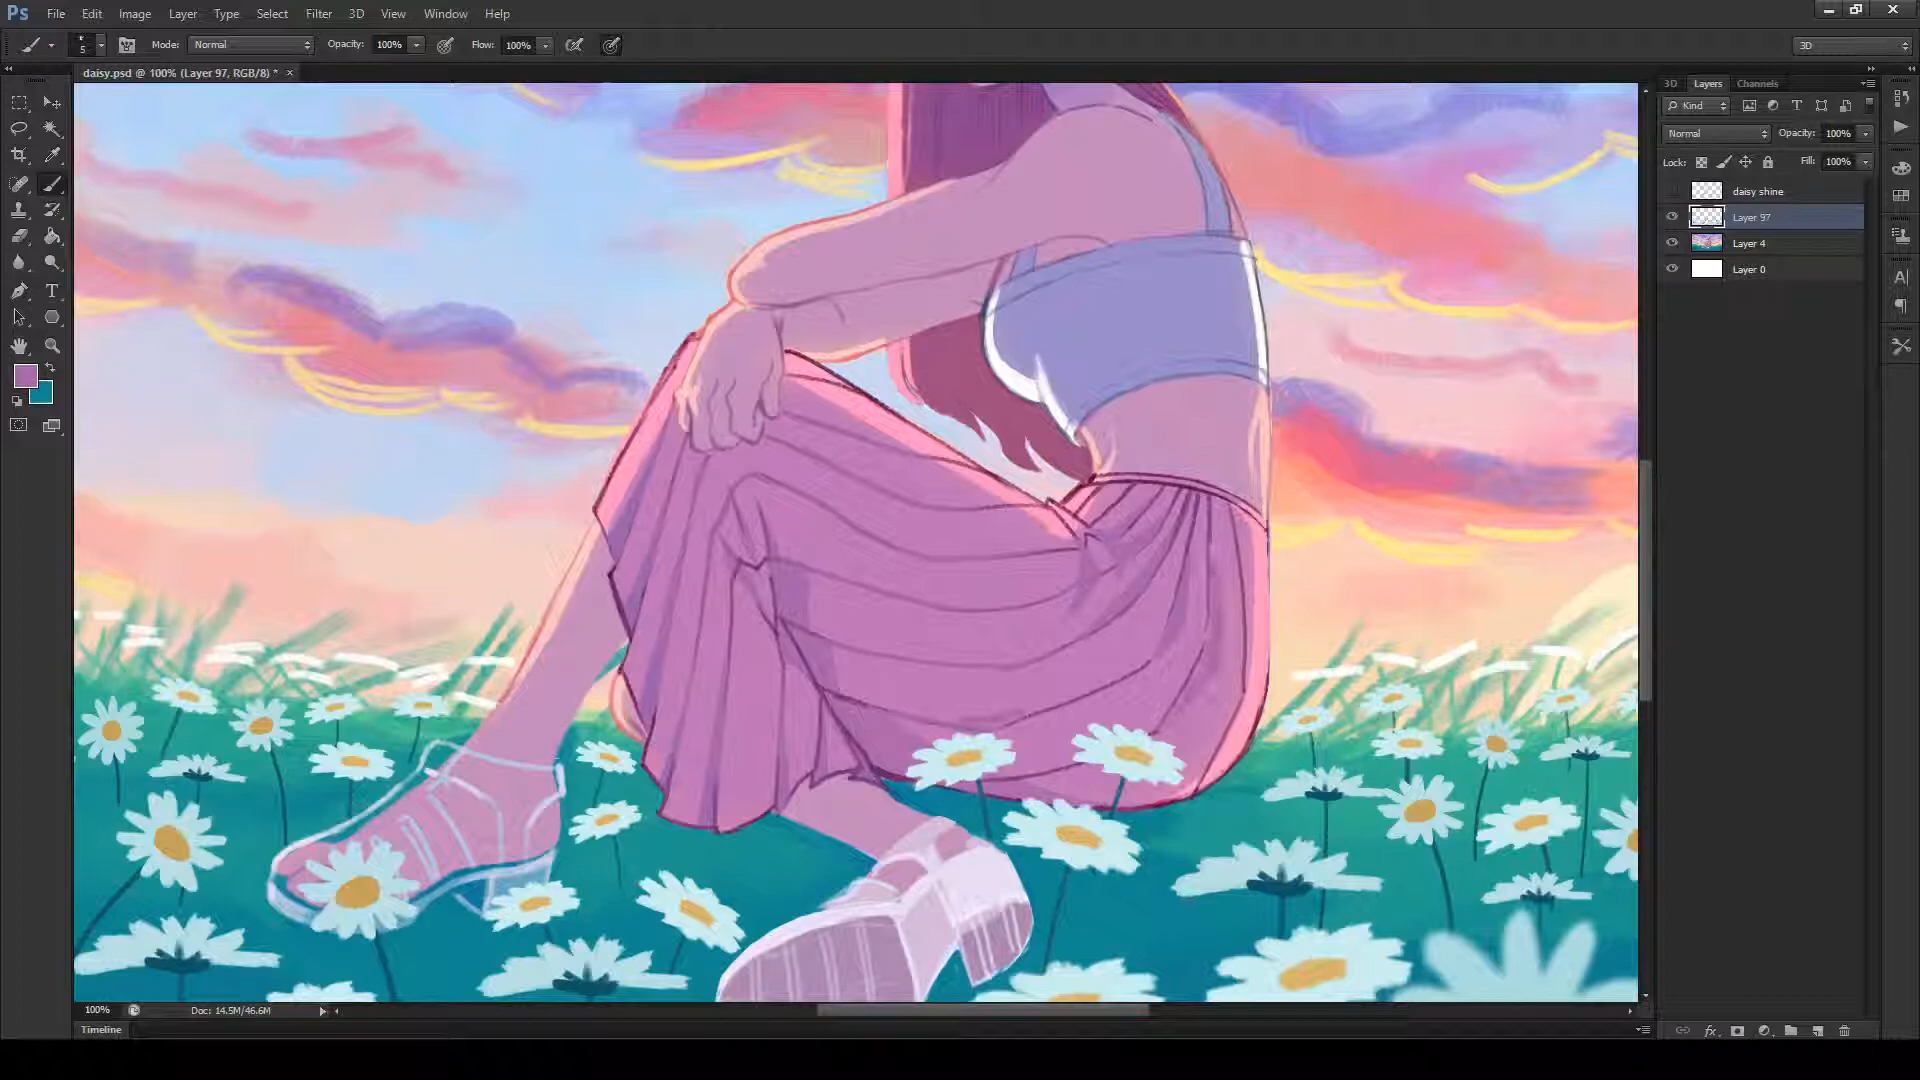 Ps File Edit Image Layer Type Select Filter 3D View Window Help
5 Mode: Normal Opacity: 100% Flow: 100% 3D
daisy.psd @ 100% (Layer 97, RGB/8) * ×
3D Layers Channels
Kind T
Normal Opacity: 100%
Lock: Fill: 100%
daisy shine
Layer 97
Layer 4
Layer 0
T
A
100% Doc: 14.5M/46.6M
Timeline
fx